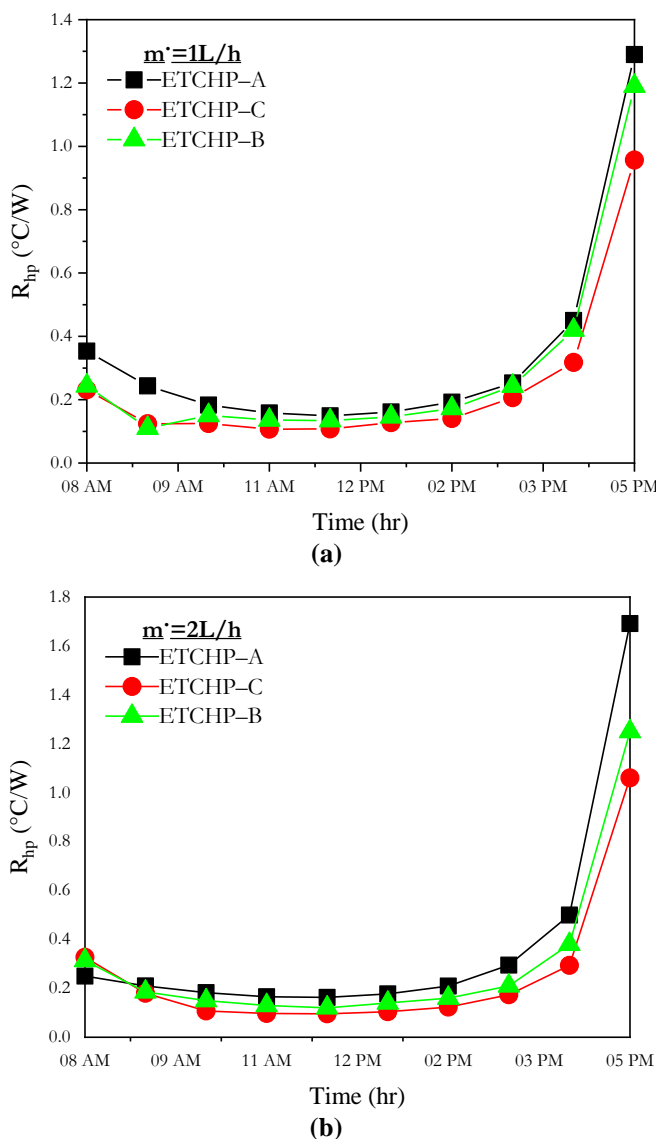 1.4
1.2
1.0
0.8
0.6
0.4
0.2
0.0
R_hp (°C/W)
m˙=1L/h
ETCHP–A
ETCHP–C
ETCHP–B
08 AM 09 AM 11 AM 12 PM 02 PM 03 PM 05 PM
Time (hr)
(a)
1.8
1.6
1.4
1.2
1.0
0.8
0.6
0.4
0.2
0.0
R_hp (°C/W)
m˙=2L/h
ETCHP–A
ETCHP–C
ETCHP–B
08 AM 09 AM 11 AM 12 PM 02 PM 03 PM 05 PM
Time (hr)
(b)